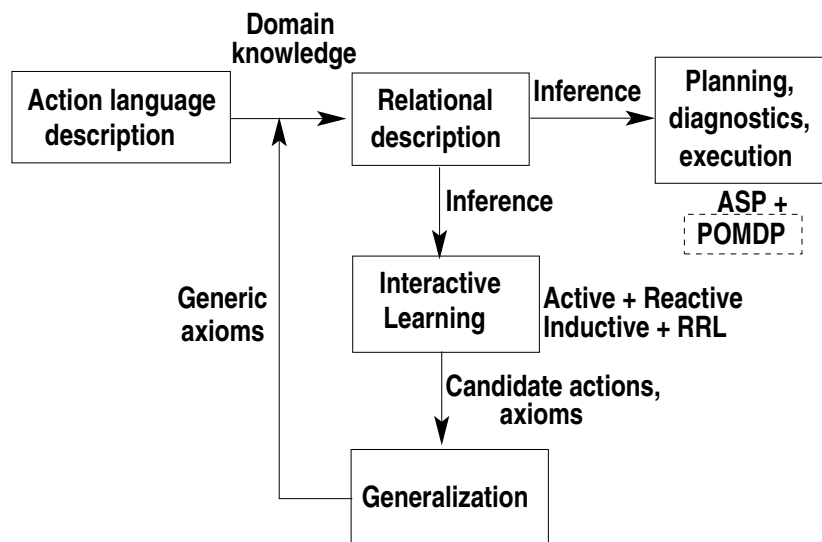 Domain
knowledge
Action language
description
Relational
description
Inference
Planning,
diagnostics,
execution
ASP +
POMDP
Inference
Generic
axioms
Interactive
Learning
Active + Reactive
Inductive + RRL
Candidate actions,
axioms
Generalization